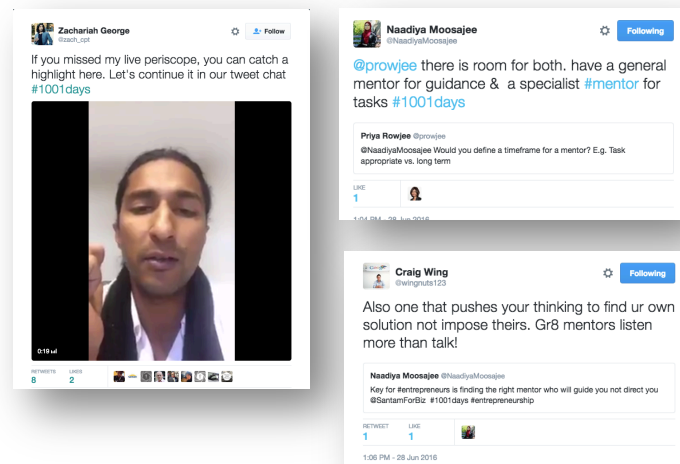 Zachariah George
@zach_cpt
Follow
If you missed my live periscope, you can catch a
highlight here. Let's continue it in our tweet chat
#1001days
0:19
RETWEETS LIKES
8 2
Naadiya Moosajee
@NaadiyaMoosajee
Following
@prowjee there is room for both. have a general
mentor for guidance & a specialist #mentor for
tasks #1001days
Priya Rowjee @prowjee
@NaadiyaMoosajee Would you define a timeframe for a mentor? E.g. Task
appropriate vs. long term
LIKE
1
1:04 PM - 28 Jun 2016
Craig Wing
@wingnuts123
Following
Also one that pushes your thinking to find ur own
solution not impose theirs. Gr8 mentors listen
more than talk!
Naadiya Moosajee @NaadiyaMoosajee
Key for #entrepreneurs is finding the right mentor who will guide you not direct you
@SantamForBiz #1001days #entrepreneurship
RETWEET LIKE
1 1
1:06 PM - 28 Jun 2016